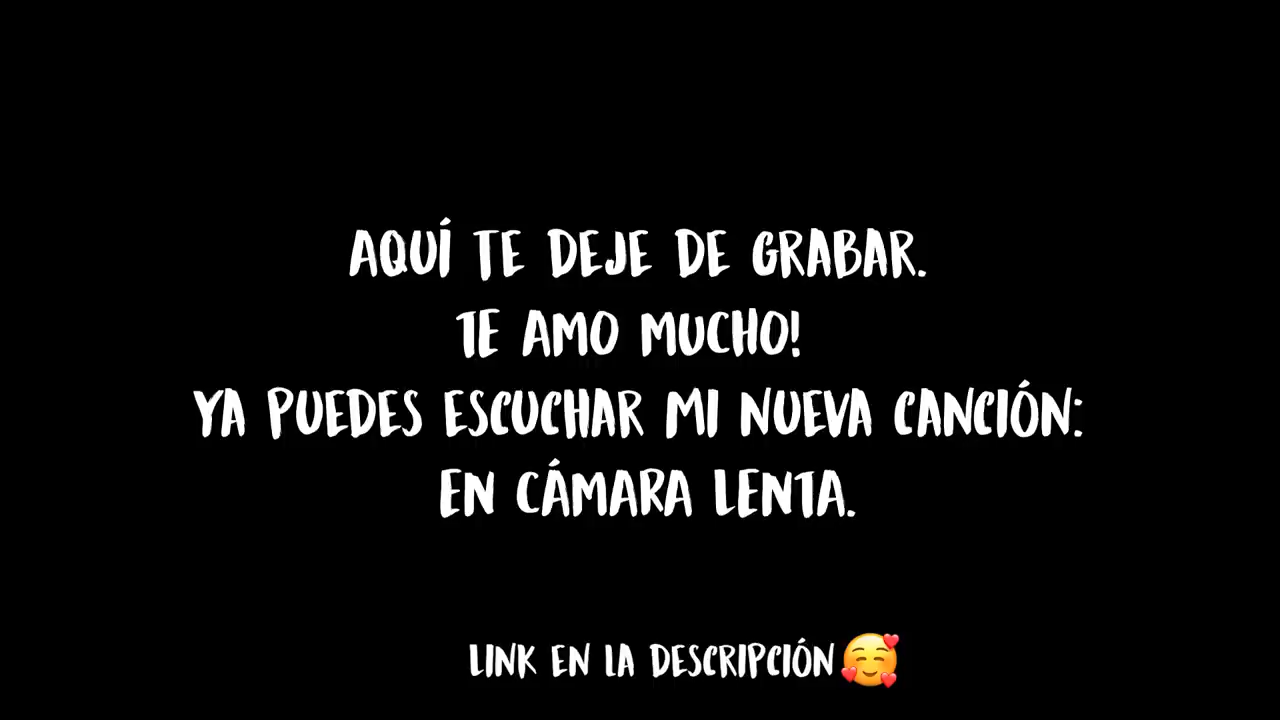 AQUÍ TE DEJE DE GRABAR.
TE AMO MUCHO!
YA PUEDES ESCUCHAR MI NUEVA CANCIÓN:
EN CÁMARA LENTA.
LINK EN LA DESCRIPCIÓN🥰